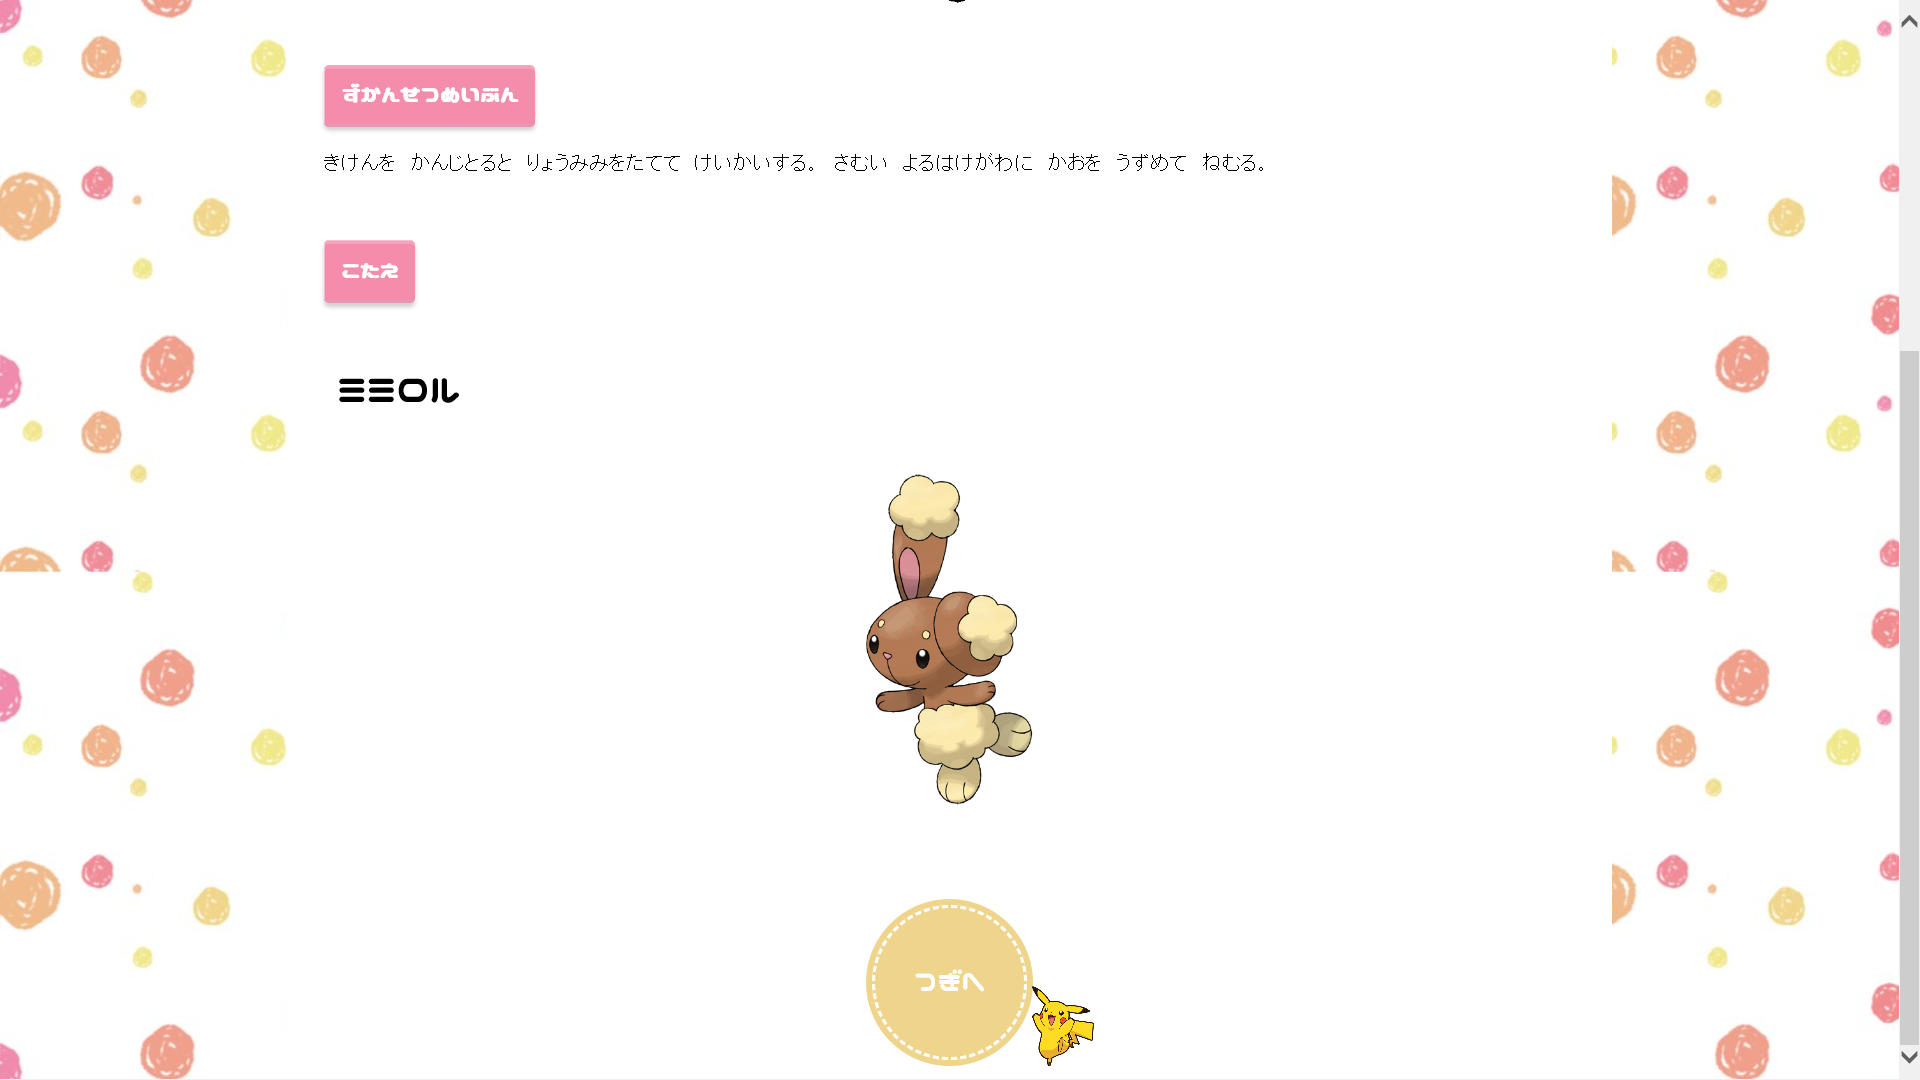 ずかんせつめいぶん
きけんを　かんじとると　りょうみみをたてて　けいかいする。　さむい　よるはけがわに　かおを　うずめて　ねむる。
こたえ
ミミロル
つぎへ